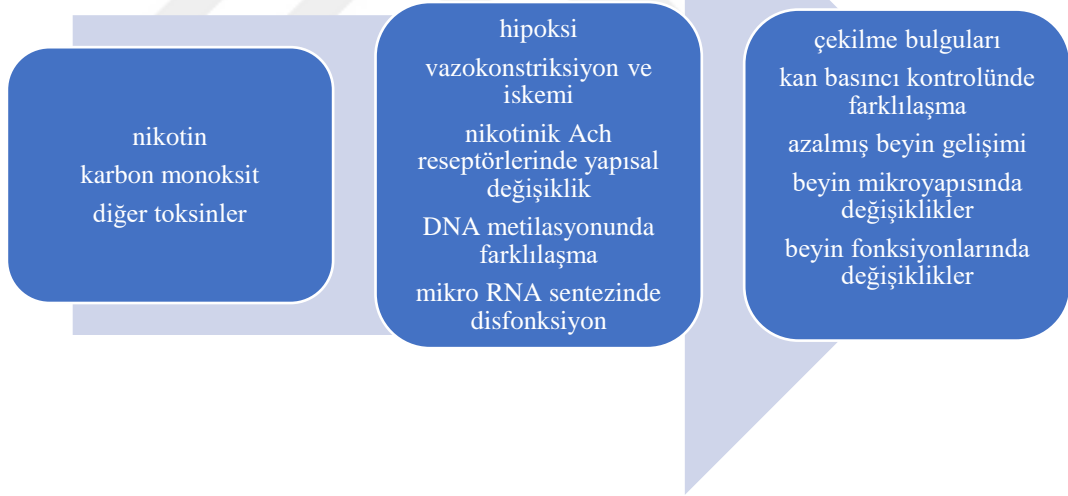 nikotin
karbon monoksit
diğer toksinler
hipoksi
vazokonstriksiyon ve
iskemi
nikotinik Ach
reseptörlerinde yapısal
değişiklik
DNA metilasyonunda
farklılaşma
mikro RNA sentezinde
disfonksiyon
çekilme bulguları
kan basıncı kontrolünde
farklılaşma
azalmış beyin gelişimi
beyin mikroyapısında
değişiklikler
beyin fonksiyonlarında
değişiklikler